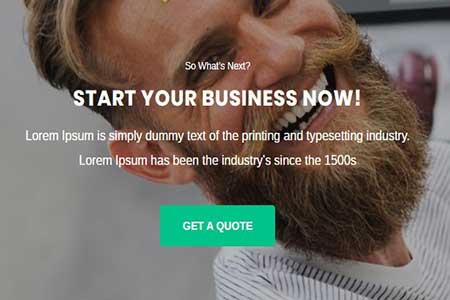 So What's Next?
START YOUR BUSINESS NOW!
Lorem Ipsum is simply dummy text of the printing and typesetting industry.
Lorem Ipsum has been the industry's since the 1500s
GET A QUOTE